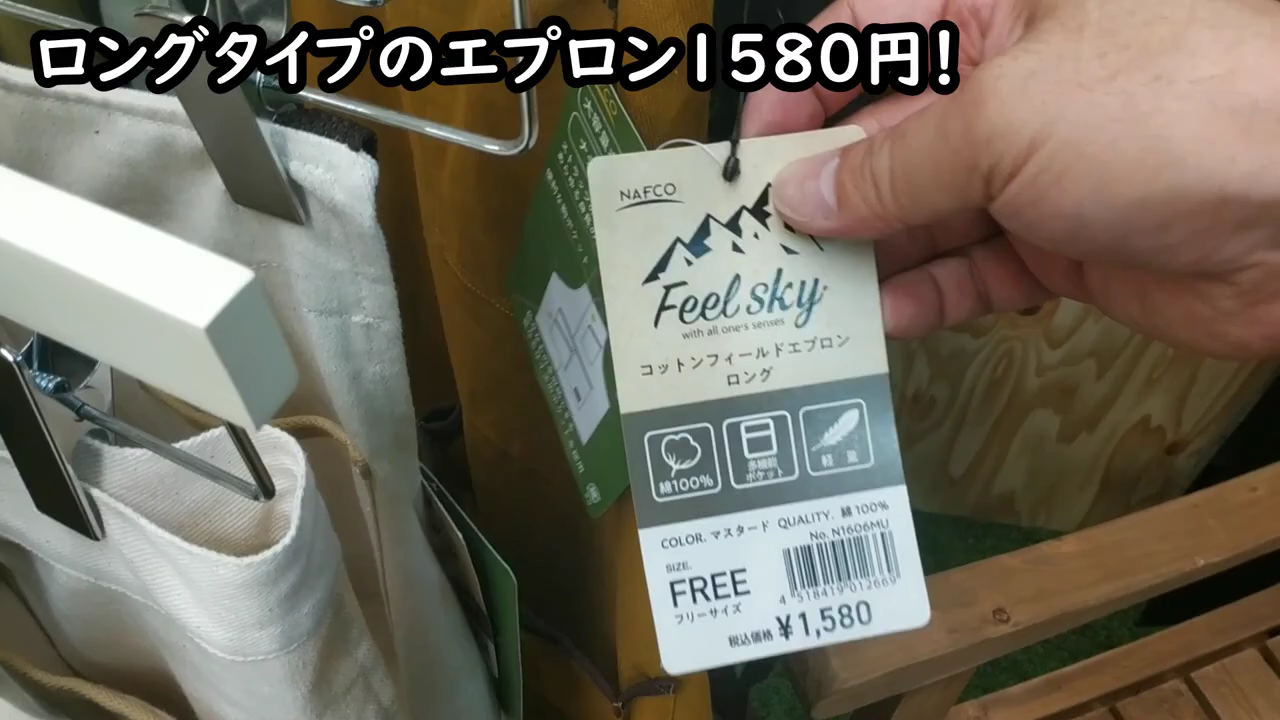 ロングタイプのエプロン1580円!
NAFCO
Feel sky
with all one's senses
コットンフィールドエプロン
ロング
綿100%
多機能
ポケット
軽量
COLOR. マスタード QUALITY. 綿100%
No. N1606MU
SIZE.
FREE
フリーサイズ
4 518419 012669
税込価格 ¥1,580